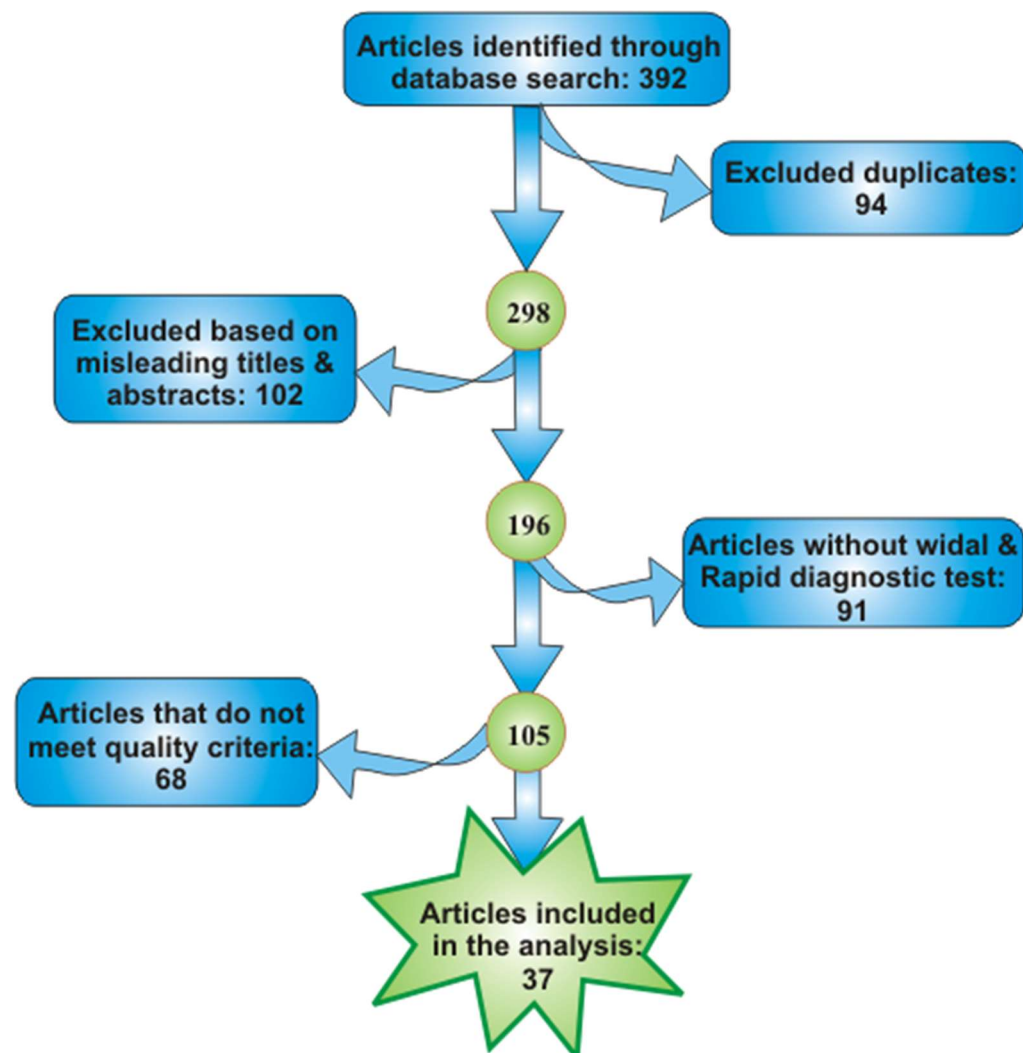 Articles identified through
database search: 392
Excluded duplicates:
94
298
Excluded based on
misleading titles &
abstracts: 102
196
Articles without widal &
Rapid diagnostic test:
91
105
Articles that do not
meet quality criteria:
68
Articles included
in the analysis:
37